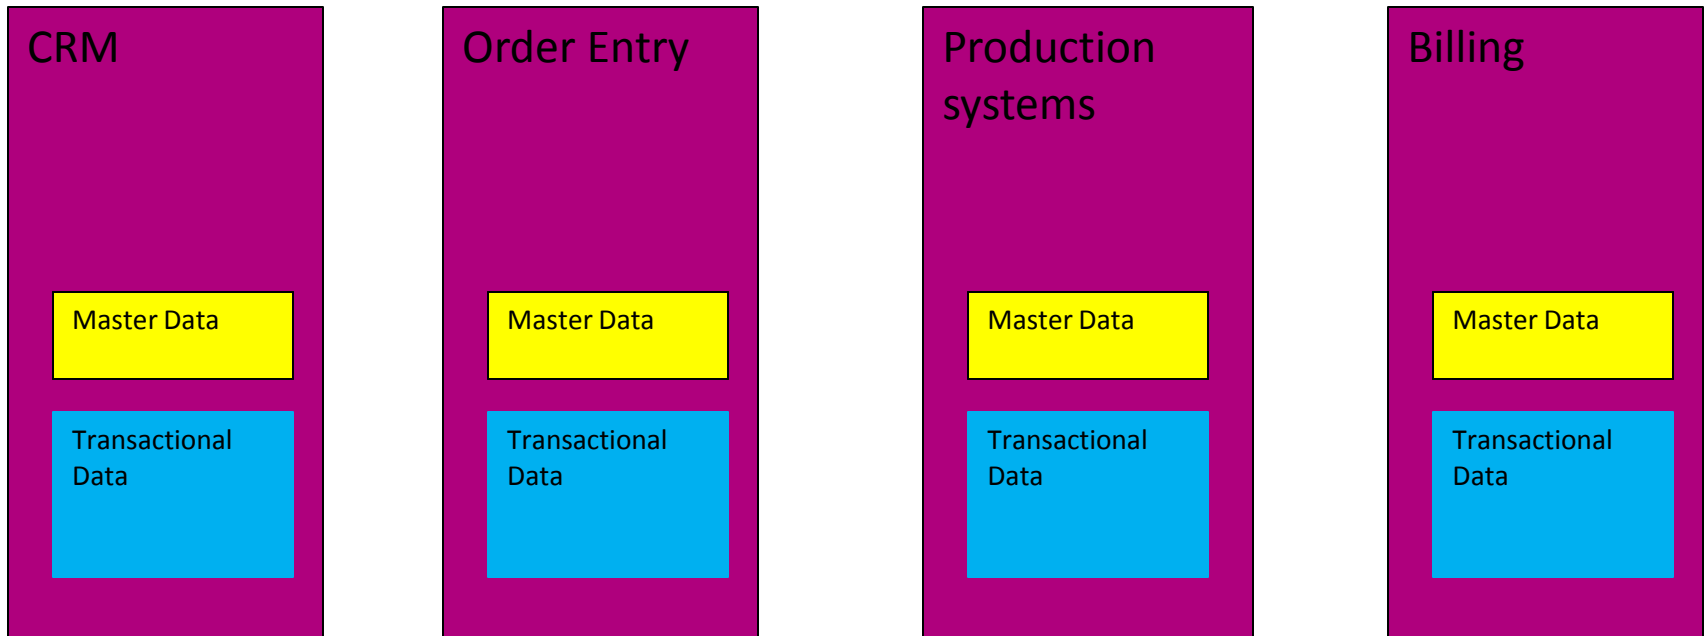 CRM
Master Data
Transactional
Data
Order Entry
Master Data
Transactional
Data
Production
systems
Master Data
Transactional
Data
Billing
Master Data
Transactional
Data